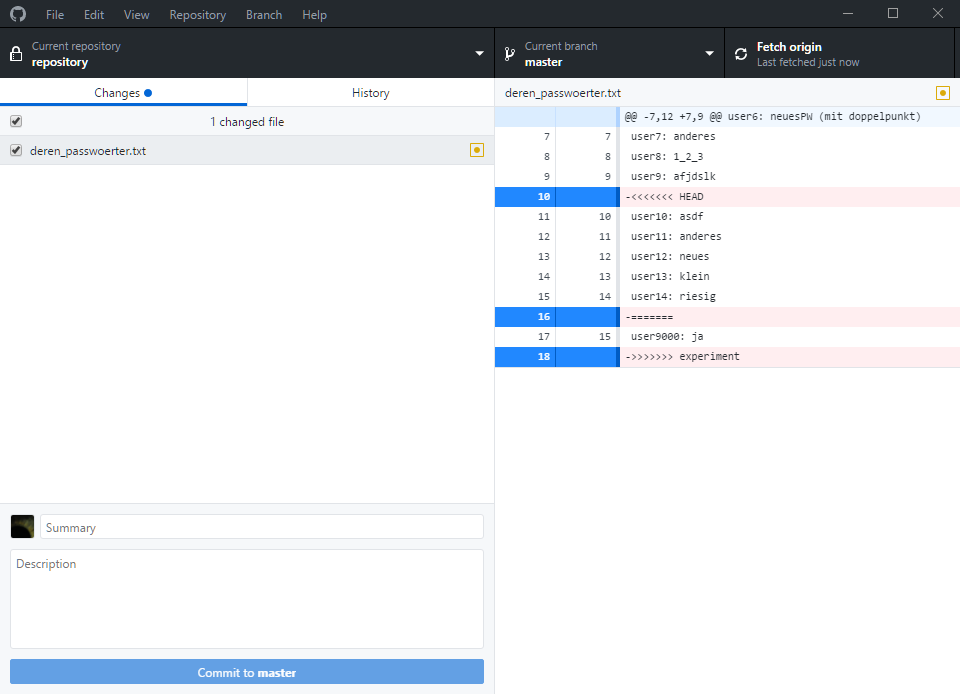 File Edit View Repository Branch Help
Current repository
repository
Current branch
master
Fetch origin
Last fetched just now
Changes History
1 changed file
deren_passwoerter.txt
Summary
Description
Commit to master
deren_passwoerter.txt
@@ -7,12 +7,9 @@ user6: neuesPW (mit doppelpunkt)
7 7 user7: anderes
8 8 user8: 1_2_3
9 9 user9: afjdslk
10 -<<<<<<< HEAD
11 10 user10: asdf
12 11 user11: anderes
13 12 user12: neues
14 13 user13: klein
15 14 user14: riesig
16 -=======
17 15 user9000: ja
18 ->>>>>>> experiment